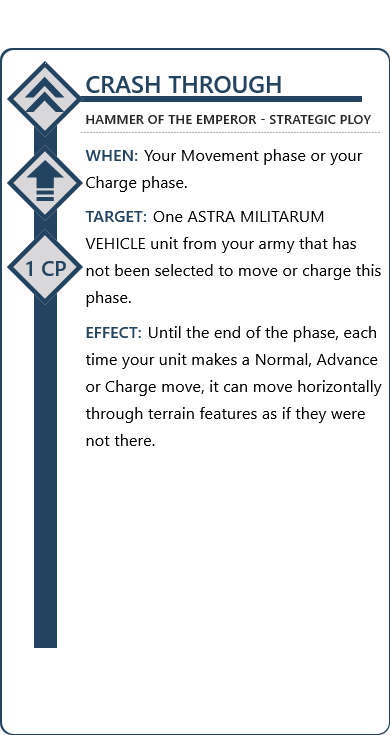 CRASH THROUGH
HAMMER OF THE EMPEROR - STRATEGIC PLOY
WHEN: Your Movement phase or your
Charge phase.
TARGET: One ASTRA MILITARUM
VEHICLE unit from your army that has
1 CP
not been selected to move or charge this
phase.
EFFECT: Until the end of the phase, each
time your unit makes a Normal, Advance
or Charge move, it can move horizontally
through terrain features as if they were
not there.